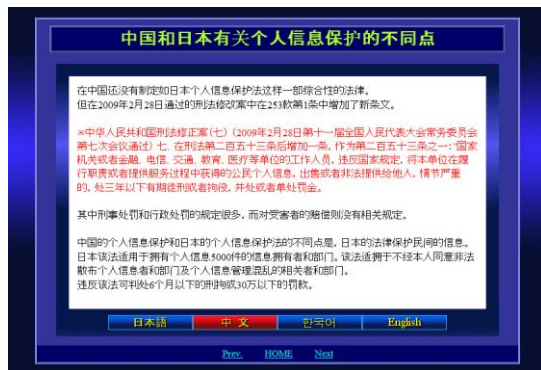 中国和日本有关个人信息保护的不同点
在中国还没有制定如日本个人信息保护法这样一部综合性的法律。
但在2009年2月28日通过的刑法修改案中在253款第1条中增加了新条文。
*中华人民共和国刑法修正案(七)(2009年2月28日第十一届全国人民代表大会常务委员会
第七次会议通过)七、在刑法第二百五十三条后增加一条，作为第二百五十三条之一:"国家
机关或者金融、电信、交通、教育、医疗等单位的工作人员，违反国家规定，将本单位在履
行职责或者提供服务过程中获得的公民个人信息，出售或者非法提供给他人，情节严重
的，处三年以下有期徒刑或者拘役，并处或者单处罚金。
其中刑事处罚和行政处罚的规定很多，而对受害者的赔偿则没有相关规定。
中国的个人信息保护和日本的个人信息保护法的不同点是，日本的法律保护民间的信息。
日本该法适用于拥有个人信息5000件的信息拥有者和部门。该法适拥于不经本人同意非法
散布个人信息者和部门及个人信息管理混乱的相关者和部门。
违反该法可判处6个月以下的刑拘或30万以下的罚款。
日本語 中 文 한국어 English
Prev. HOME Next